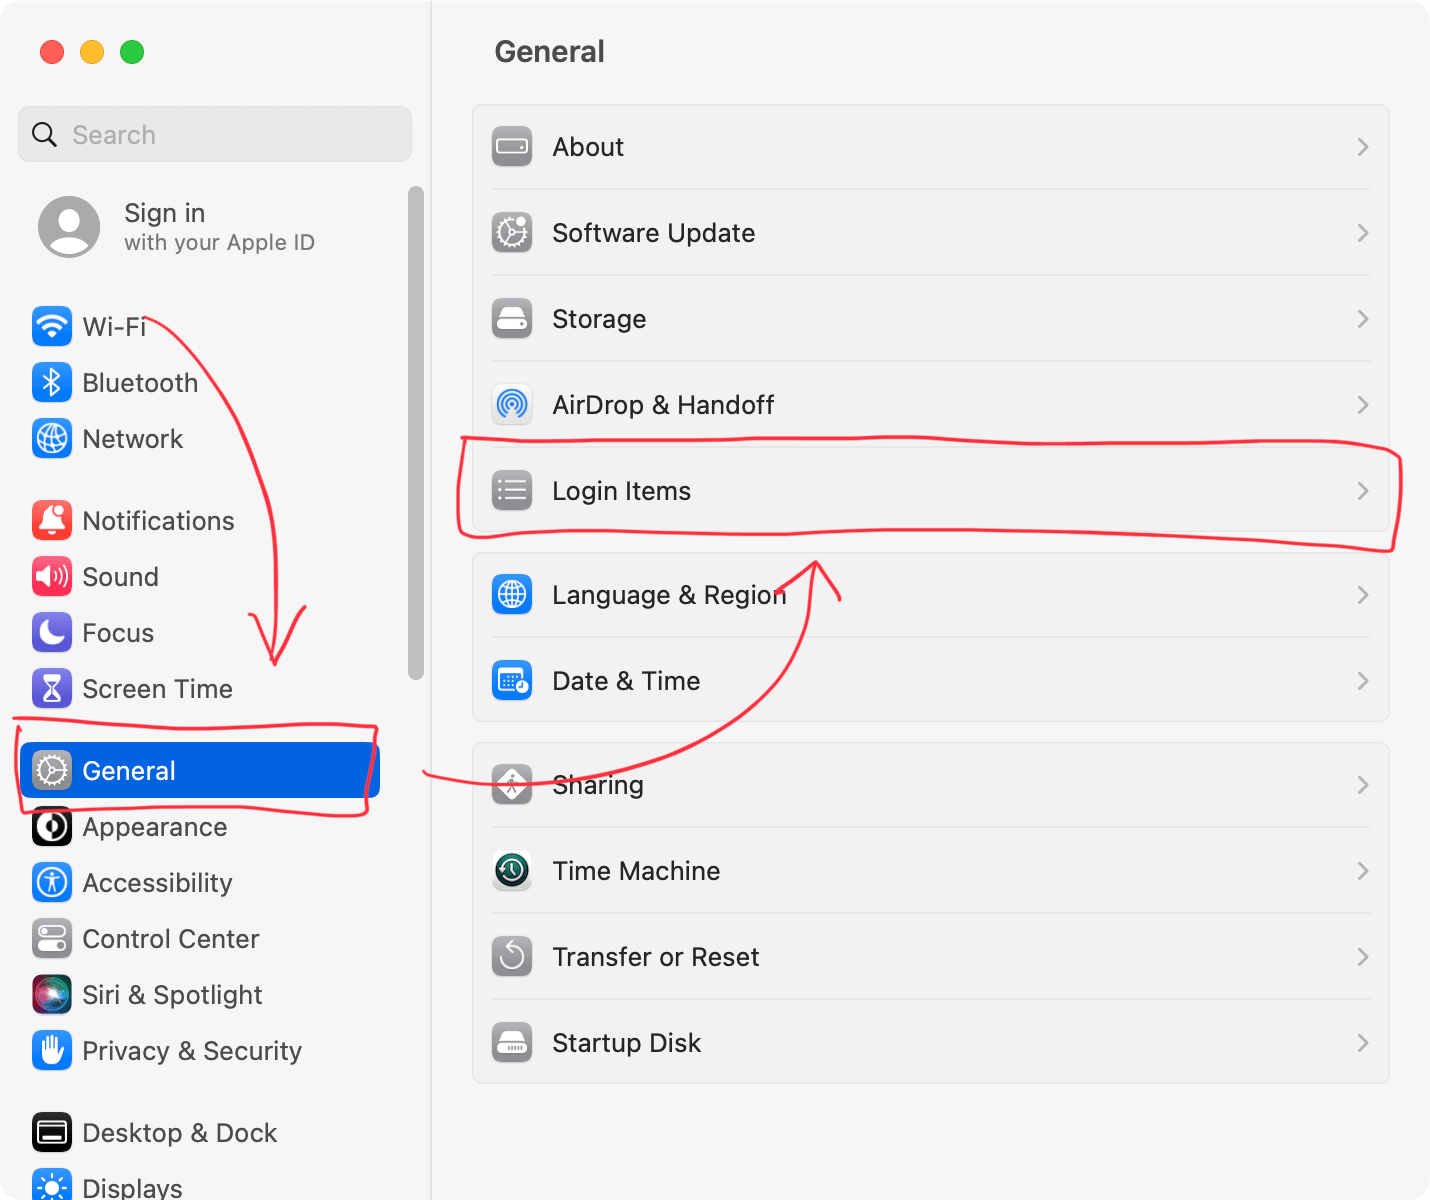 General
Search
Sign in
with your Apple ID
Wi-Fi
Bluetooth
Network
Notifications
Sound
Focus
Screen Time
General
Appearance
Accessibility
Control Center
Siri & Spotlight
Privacy & Security
Desktop & Dock
Displays
About
Software Update
Storage
AirDrop & Handoff
Login Items
Language & Region
Date & Time
Sharing
Time Machine
Transfer or Reset
Startup Disk